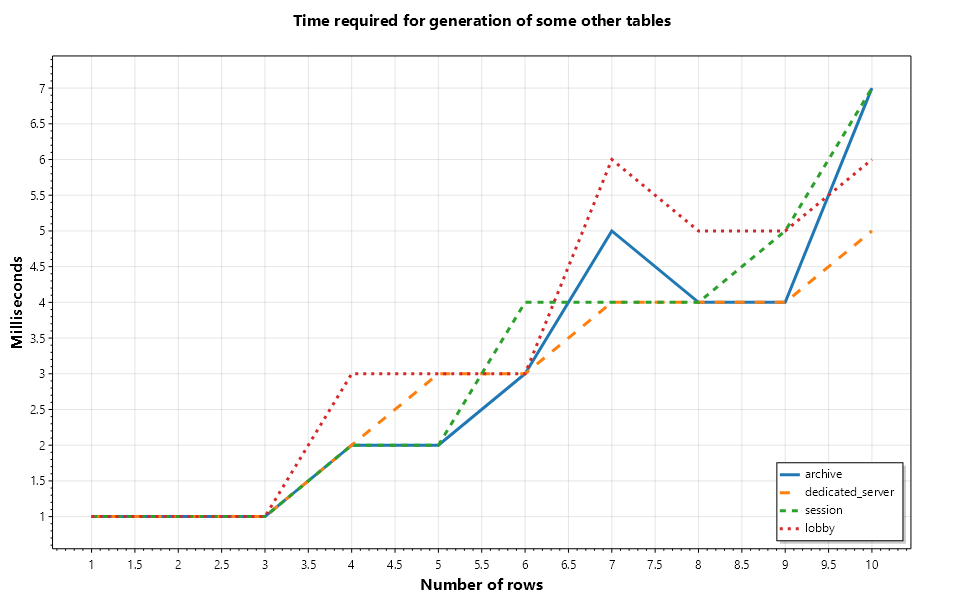 Time required for generation of some other tables
Milliseconds
7
6.5
6
5.5
5
4.5
4
3.5
3
2.5
2
1.5
1
1 1.5 2 2.5 3 3.5 4 4.5 5 5.5 6 6.5 7 7.5 8 8.5 9 9.5 10
Number of rows
archive
dedicated_server
session
lobby